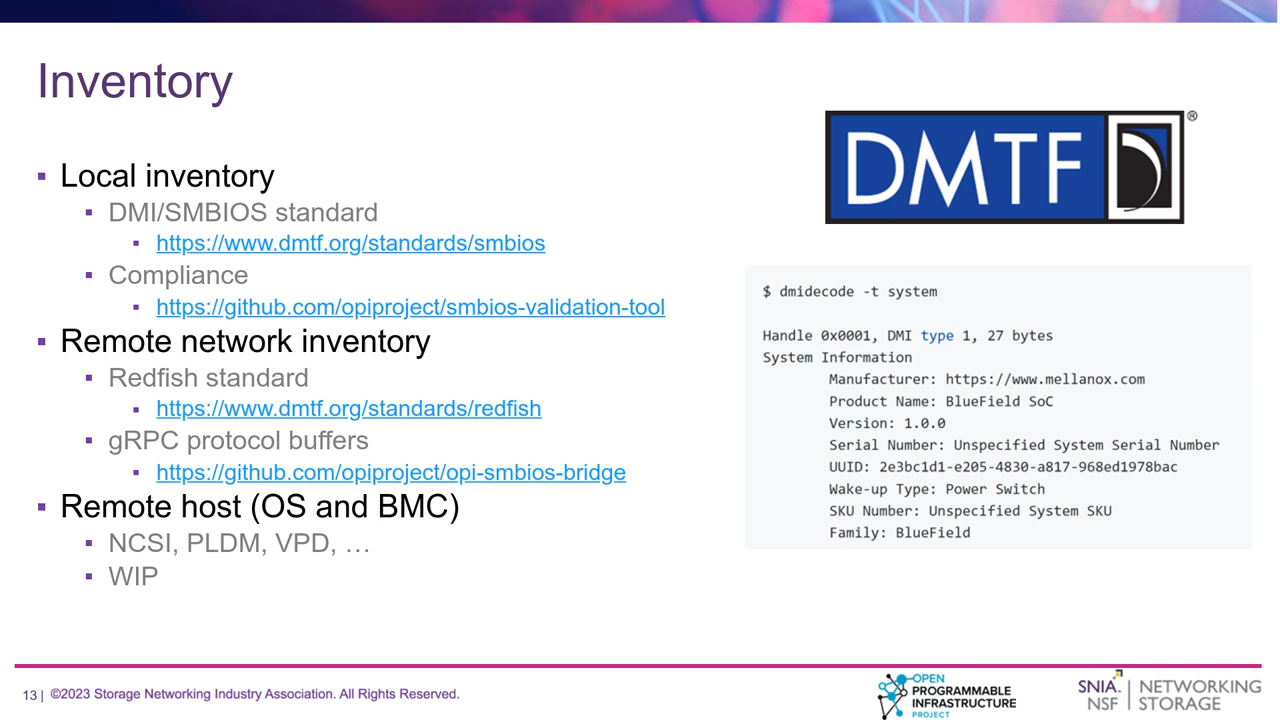 Inventory
▪ Local inventory
▪ DMI/SMBIOS standard
▪ https://www.dmtf.org/standards/smbios
▪ Compliance
▪ https://github.com/opiproject/smbios-validation-tool
▪ Remote network inventory
▪ Redfish standard
▪ https://www.dmtf.org/standards/redfish
▪ gRPC protocol buffers
▪ https://github.com/opiproject/opi-smbios-bridge
▪ Remote host (OS and BMC)
▪ NCSI, PLDM, VPD, …
▪ WIP
DMTF®
$ dmidecode -t system
Handle 0x0001, DMI type 1, 27 bytes
System Information
Manufacturer: https://www.mellanox.com
Product Name: BlueField SoC
Version: 1.0.0
Serial Number: Unspecified System Serial Number
UUID: 2e3bc1d1-e205-4830-a817-968ed1978bac
Wake-up Type: Power Switch
SKU Number: Unspecified System SKU
Family: BlueField
13 | ©2023 Storage Networking Industry Association. All Rights Reserved.
OPEN
PROGRAMMABLE
INFRASTRUCTURE
PROJECT
SNIA. | NETWORKING
NSF | STORAGE